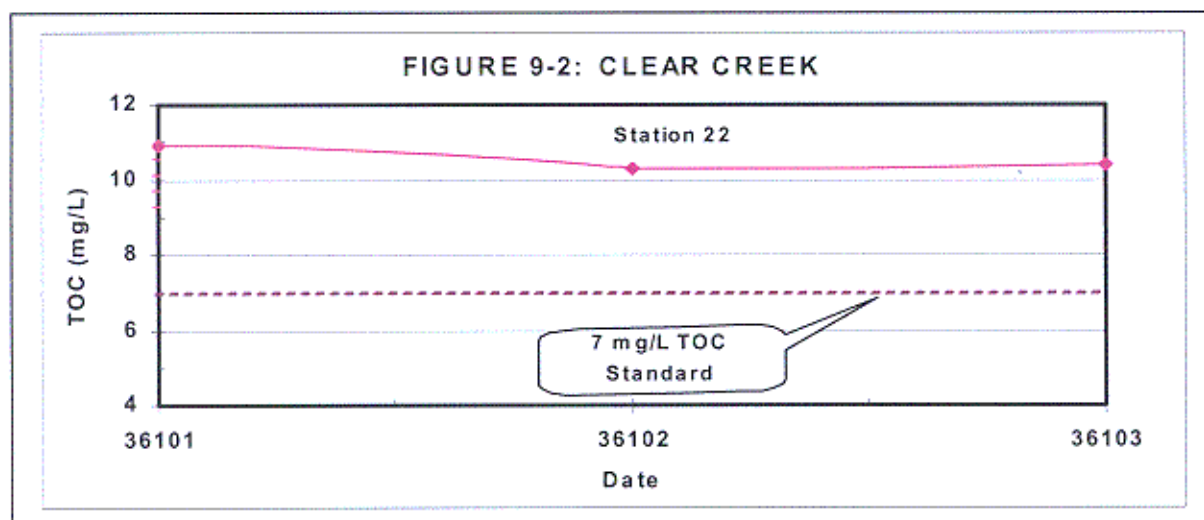 FIGURE 9-2: CLEAR CREEK
12
Station 22
10
TOC (mg/L)
8
7 mg/L TOC
Standard
6
4
36101
36102
36103
Date